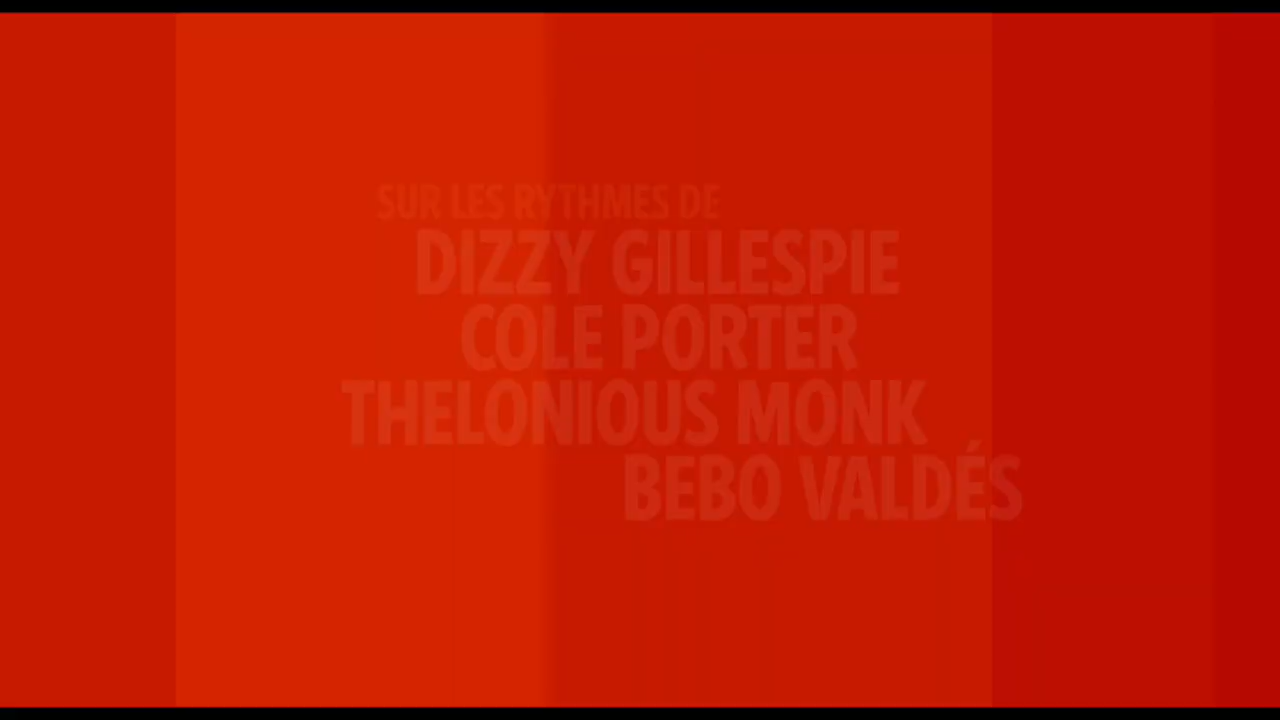 SUR LES RYTHMES DE
DIZZY GILLESPIE
COLE PORTER
THELONIOUS MONK
BEBO VALDÉS